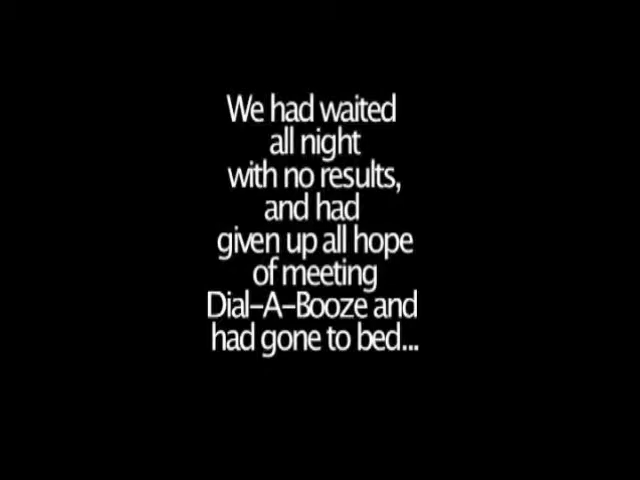 We had waited
all night
with no results,
and had
given up all hope
of meeting
Dial-A-Booze and
had gone to bed...